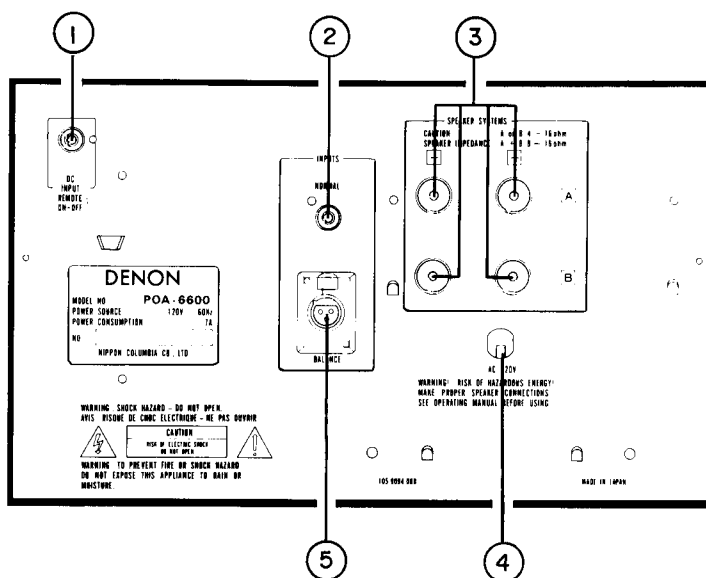 1
2
3
DC
INPUT
REMOTE
ON-OFF
INPUTS
NORMAL
BALANCE
SPEAKER SYSTEMS
CAUTION A or B 4 - 16 ohm
SPEAKER IMPEDANCE A + B 8 - 16 ohm
A
B
DENON
MODEL NO POA-6600
POWER SOURCE 120V 60Hz
POWER CONSUMPTION 7A
NO
NIPPON COLUMBIA CO. LTD
AC 120V
WARNING: RISK OF HAZARDOUS ENERGY!
MAKE PROPER SPEAKER CONNECTIONS
SEE OPERATING MANUAL BEFORE USING
WARNING SHOCK HAZARD - DO NOT OPEN.
AVIS RISQUE DE CHOC ELECTRIQUE - NE PAS OUVRIR
CAUTION
RISK OF ELECTRIC SHOCK
DO NOT OPEN
WARNING TO PREVENT FIRE OR SHOCK HAZARD
DO NOT EXPOSE THIS APPLIANCE TO RAIN OR
MOISTURE.
MADE IN JAPAN
5
4